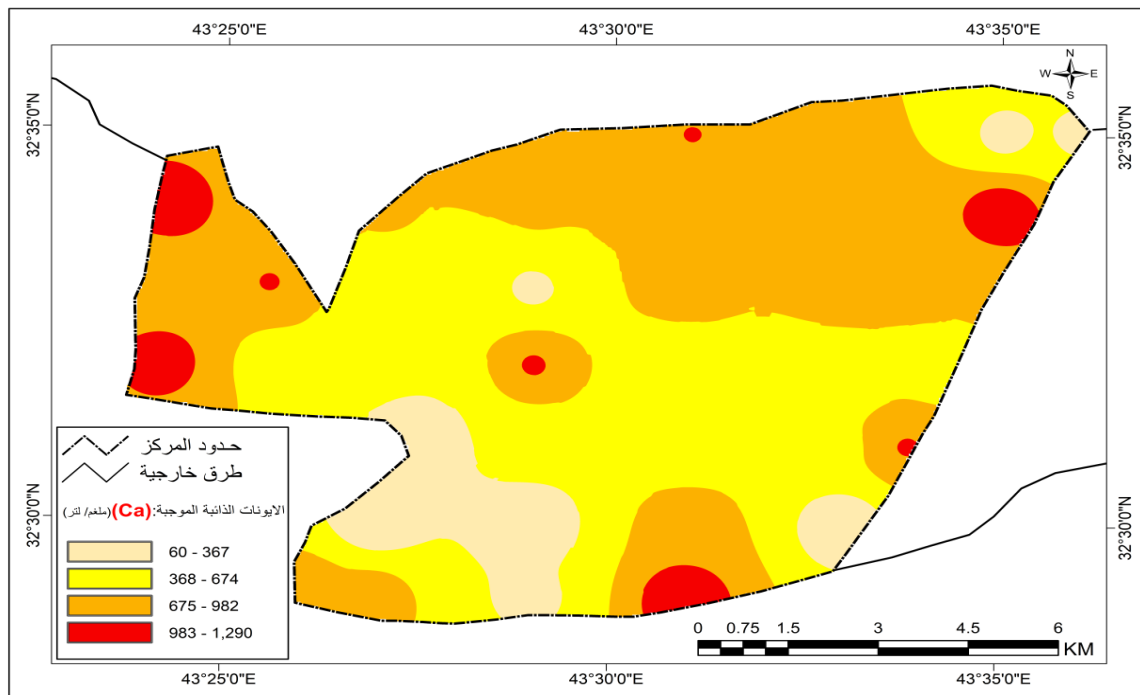 43°25'0"E 43°30'0"E 43°35'0"E
N
W E
S
32°35'0"N 32°35'0"N
حدود المركز
طرق خارجية
الايونات الذائبة الموجبة:(Ca)(ملغم/ لتر)
32°30'0"N 32°30'0"N
60 - 367
368 - 674
675 - 982
983 - 1,290
0 0.75 1.5 3 4.5 6
KM
43°25'0"E 43°30'0"E 43°35'0"E